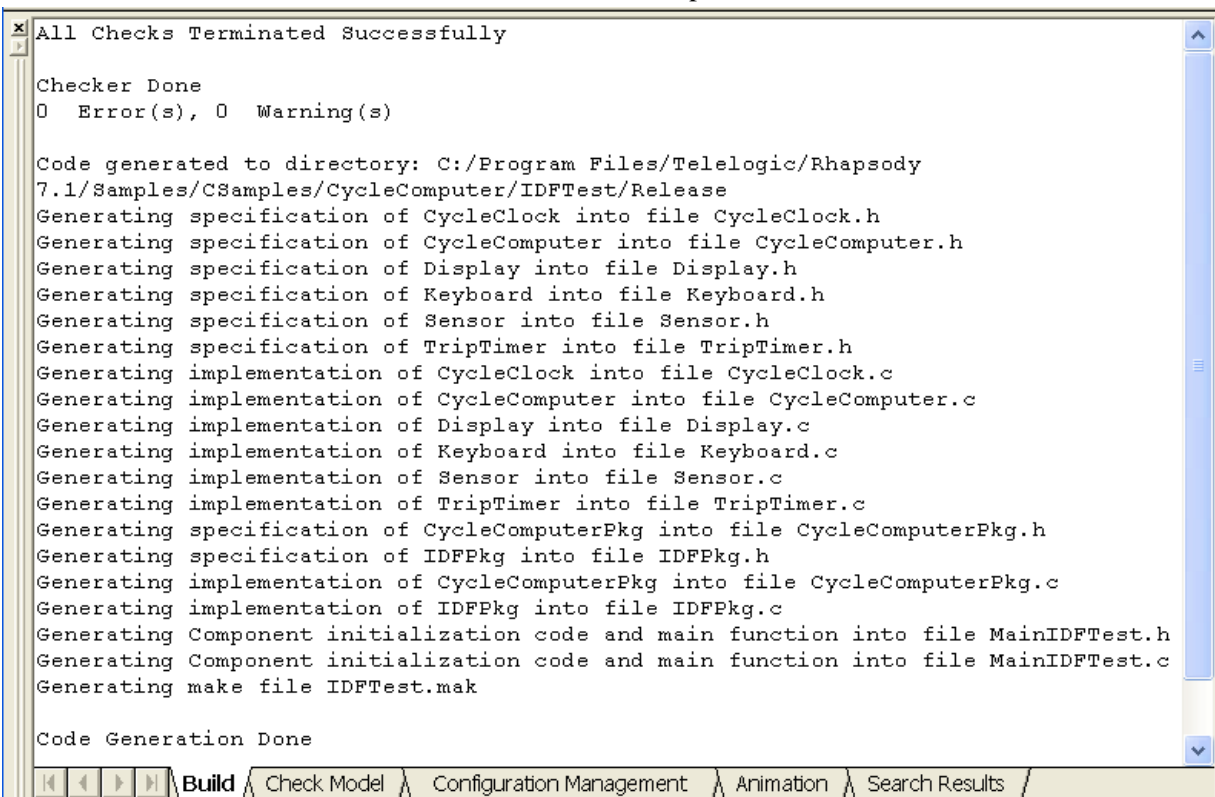 All Checks Terminated Successfully
Checker Done
0 Error(s), 0 Warning(s)
Code generated to directory: C:/Program Files/Telelogic/Rhapsody
7.1/Samples/CSamples/CycleComputer/IDFTest/Release
Generating specification of CycleClock into file CycleClock.h
Generating specification of CycleComputer into file CycleComputer.h
Generating specification of Display into file Display.h
Generating specification of Keyboard into file Keyboard.h
Generating specification of Sensor into file Sensor.h
Generating specification of TripTimer into file TripTimer.h
Generating implementation of CycleClock into file CycleClock.c
Generating implementation of CycleComputer into file CycleComputer.c
Generating implementation of Display into file Display.c
Generating implementation of Keyboard into file Keyboard.c
Generating implementation of Sensor into file Sensor.c
Generating implementation of TripTimer into file TripTimer.c
Generating specification of CycleComputerPkg into file CycleComputerPkg.h
Generating specification of IDFPkg into file IDFPkg.h
Generating implementation of CycleComputerPkg into file CycleComputerPkg.c
Generating implementation of IDFPkg into file IDFPkg.c
Generating Component initialization code and main function into file MainIDFTest.h
Generating Component initialization code and main function into file MainIDFTest.c
Generating make file IDFTest.mak
Code Generation Done
Build Check Model Configuration Management Animation Search Results